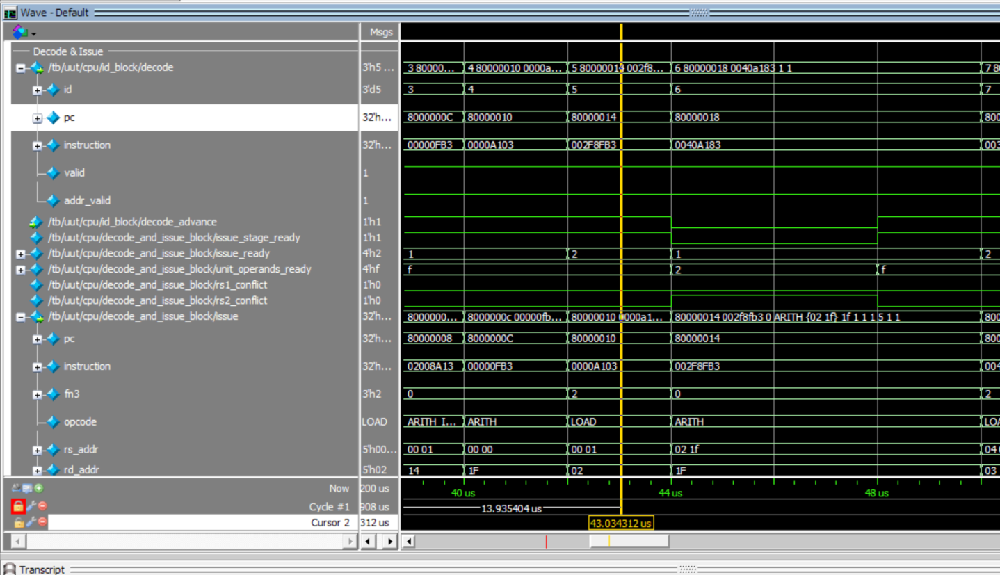 Wave - Default
Msgs
Decode & Issue
/tb/uut/cpu/id_block/decode 3'h5 ... 3 80000... 4 80000010 0000a... 5 80000014 002f8... 6 80000018 0040a183 1 1 7 80
id 3'd5 3 4 5 6 7
pc 32'h... 8000000C 80000010 80000014 80000018 800
instruction 32'h... 00000FB3 0000A103 002F8FB3 0040A183 003
valid 1
addr_valid 1
/tb/uut/cpu/id_block/decode_advance 1'h1
/tb/uut/cpu/decode_and_issue_block/issue_stage_ready 1'h1
/tb/uut/cpu/decode_and_issue_block/issue_ready 4'h2 1 2 1 2
/tb/uut/cpu/decode_and_issue_block/unit_operands_ready 4'hf f 2 f
/tb/uut/cpu/decode_and_issue_block/rs1_conflict 1'h0
/tb/uut/cpu/decode_and_issue_block/rs2_conflict 1'h0
/tb/uut/cpu/decode_and_issue_block/issue 32'h... 8000000... 8000000c 00000fb... 80000010 0000a1... 80000014 002f8fb3 0 ARITH {02 1f} 1f 1 1 1 5 1 1 800
pc 32'h... 80000008 8000000C 80000010 80000014 800
instruction 32'h... 02008A13 00000FB3 0000A103 002F8FB3 004
fn3 3'h2 0 2 0 2
opcode LOAD ARITH I... ARITH LOAD ARITH LOA
rs_addr 5'h00... 00 01 00 00 00 01 02 1f 04
rd_addr 5'h02 14 1F 02 1F 03
Now 200 us 40 us 44 us 48 us
Cycle #1 908 us 13.935404 us
Cursor 2 312 us 43.034312 us
Transcript